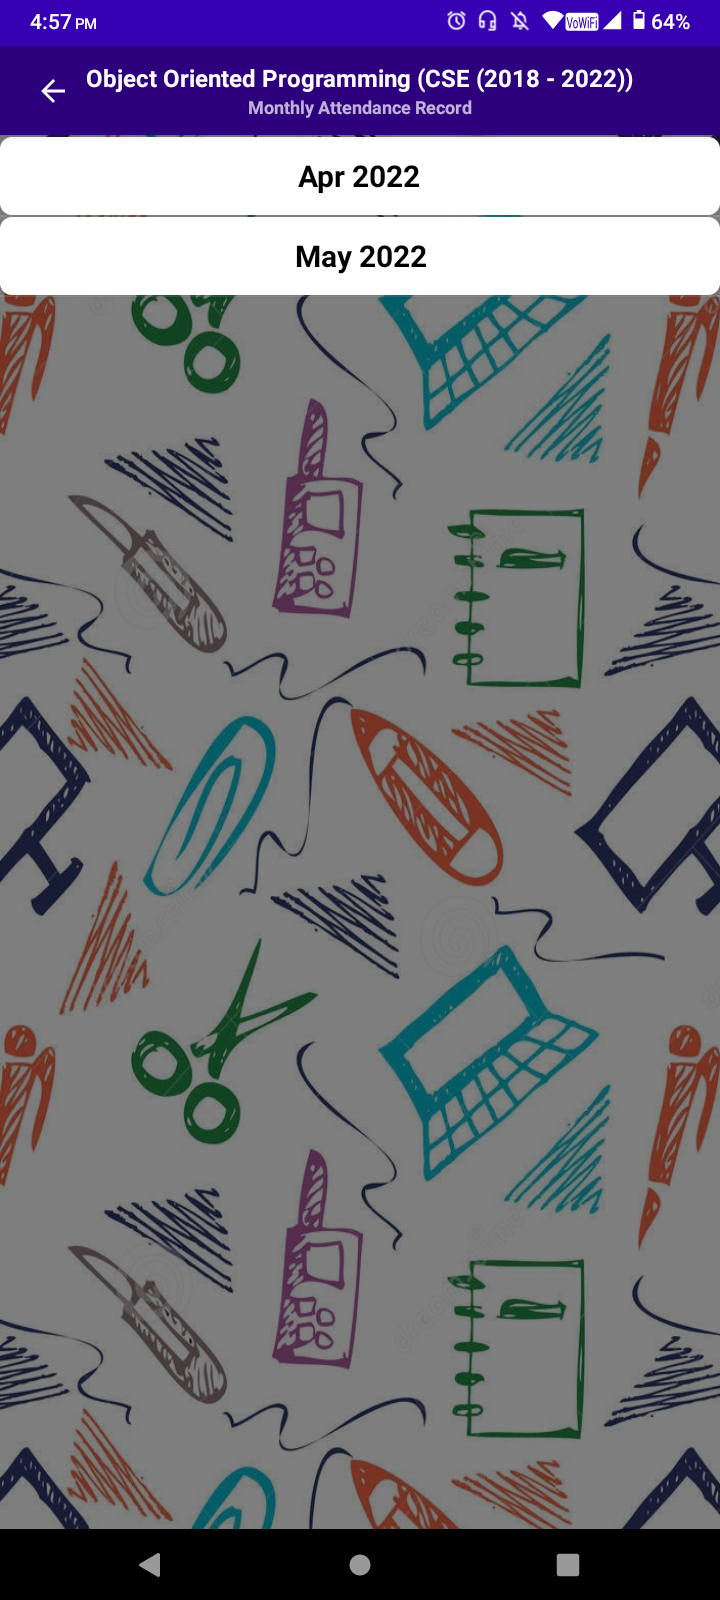 4:57 PM VoWiFi 64%
Object Oriented Programming (CSE (2018 - 2022))
Monthly Attendance Record
Apr 2022
May 2022